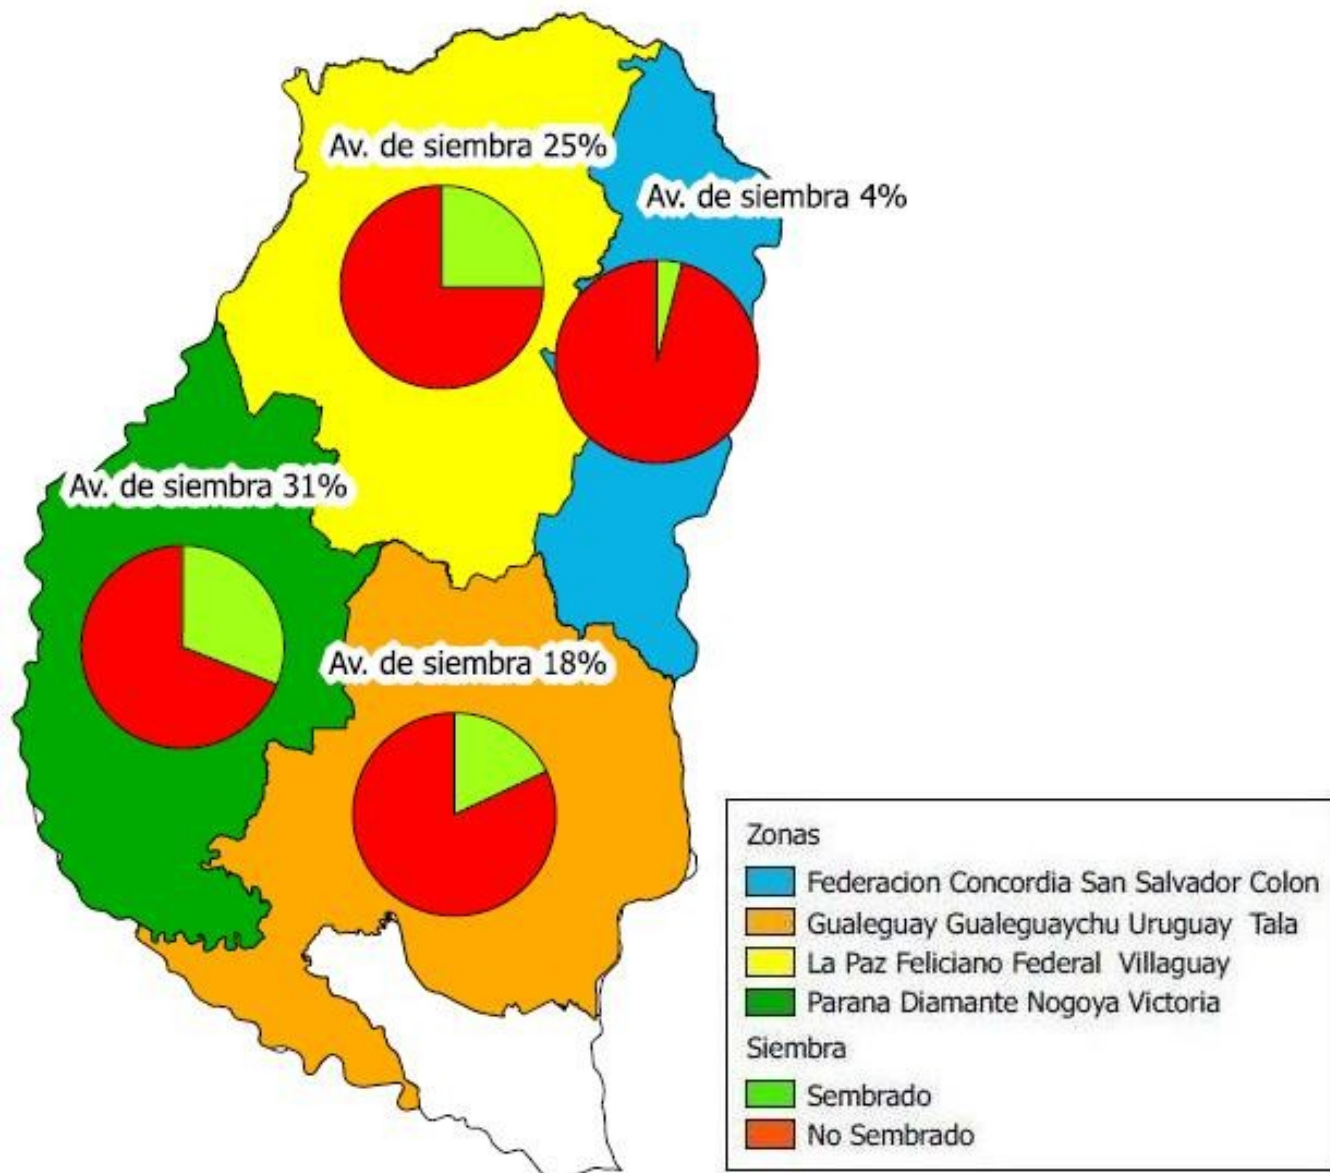 Av. de siembra 25%
Av. de siembra 4%
Av. de siembra 31%
Av. de siembra 18%
Zonas
Federacion Concordia San Salvador Colon
Gualeguay Gualeguaychu Uruguay Tala
La Paz Feliciano Federal Villaguay
Parana Diamante Nogoya Victoria
Siembra
Sembrado
No Sembrado